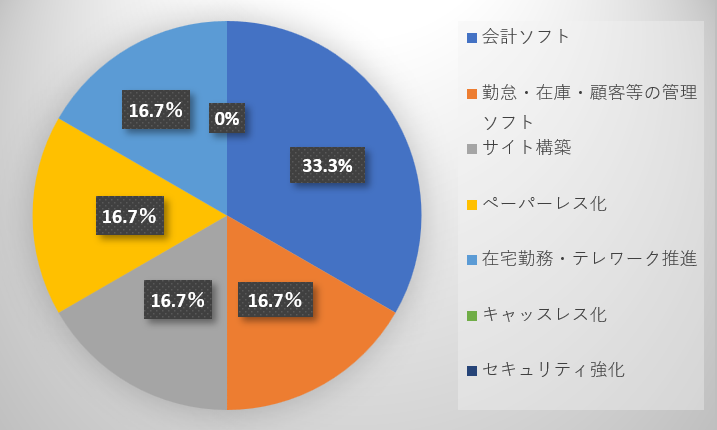 16.7%
0%
33.3%
16.7%
16.7%
16.7%
会計ソフト
勤怠・在庫・顧客等の管理
ソフト
サイト構築
ペーパーレス化
在宅勤務・テレワーク推進
キャッスレス化
セキュリティ強化